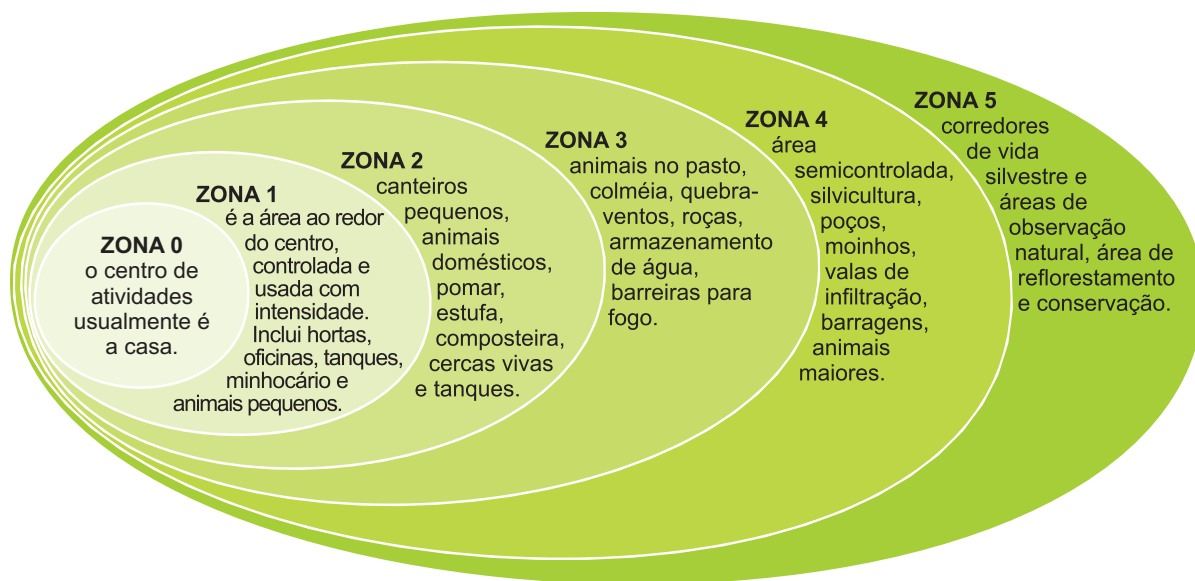 ZONA 0
o centro de
atividades
usualmente é
a casa.
ZONA 1
é a área ao redor
do centro,
controlada e
usada com
intensidade.
Inclui hortas,
oficinas, tanques,
minhocário e
animais pequenos.
ZONA 2
canteiros
pequenos,
animais
domésticos,
pomar,
estufa,
composteira,
cercas vivas
e tanques.
ZONA 3
animais no pasto,
colméia, quebra-
ventos, roças,
armazenamento
de água,
barreiras para
fogo.
ZONA 4
área
semicontrolada,
silvicultura,
poços,
moinhos,
valas de
infiltração,
barragens,
animais
maiores.
ZONA 5
corredores
de vida
silvestre e
áreas de
observação
natural, área de
reflorestamento
e conservação.